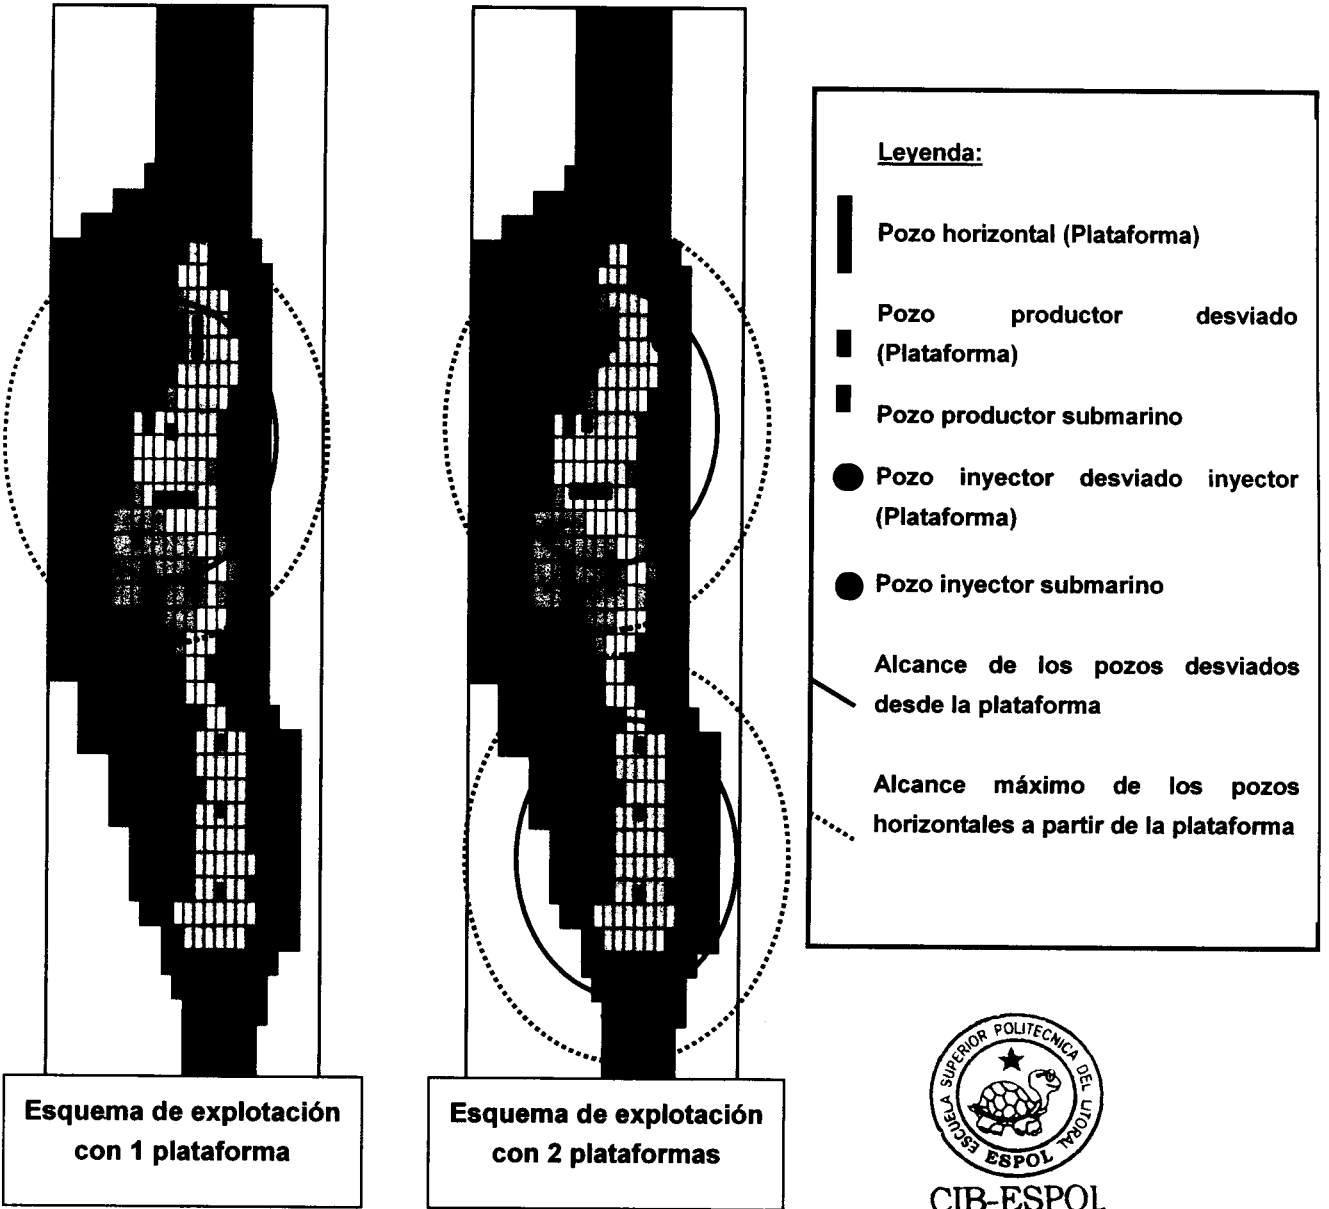 Leyenda:
Pozo horizontal (Plataforma)
Pozo productor desviado
(Plataforma)
Pozo productor submarino
Pozo inyector desviado inyector
(Plataforma)
Pozo inyector submarino
Alcance de los pozos desviados
desde la plataforma
Alcance máximo de los pozos
horizontales a partir de la plataforma
Esquema de explotación
con 1 plataforma
Esquema de explotación
con 2 plataformas
ESCUELA SUPERIOR POLITECNICA DEL LITORAL
ESPOL
CIB-ESPOL